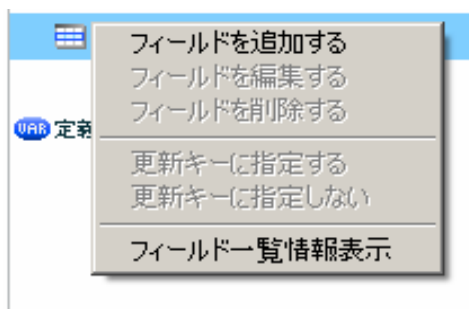 フィールドを追加する
フィールドを編集する
フィールドを削除する
VAR 定義
更新キーに指定する
更新キーに指定しない
フィールド一覧情報表示